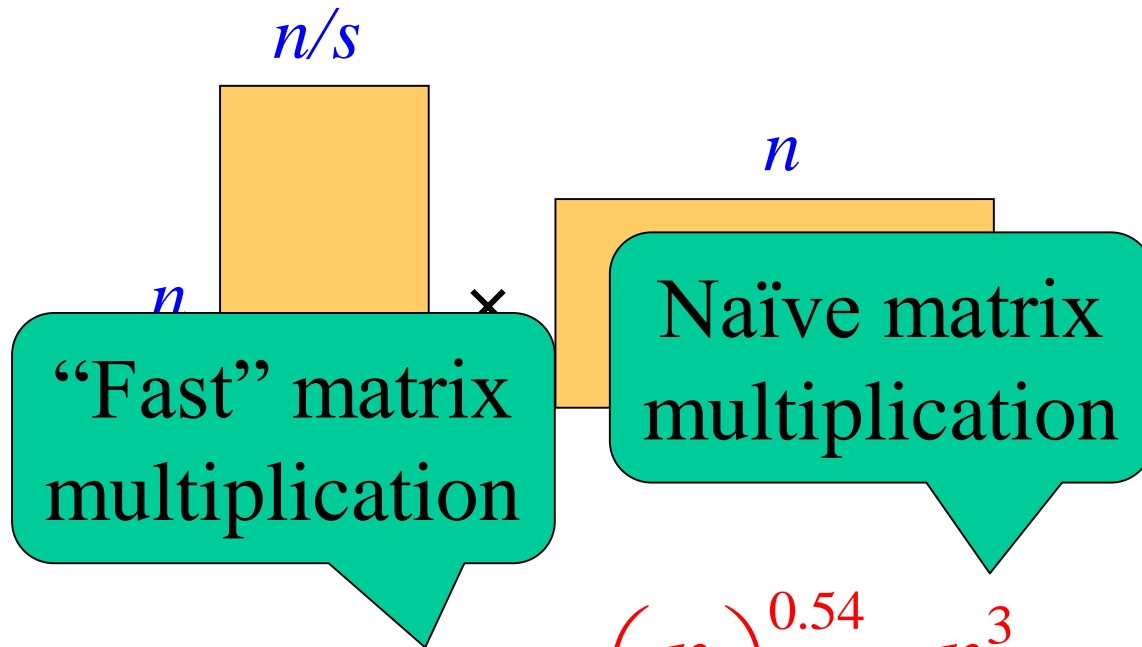 n/s
n
n
×
Naïve matrix
multiplication
“Fast” matrix
multiplication
0.54
3